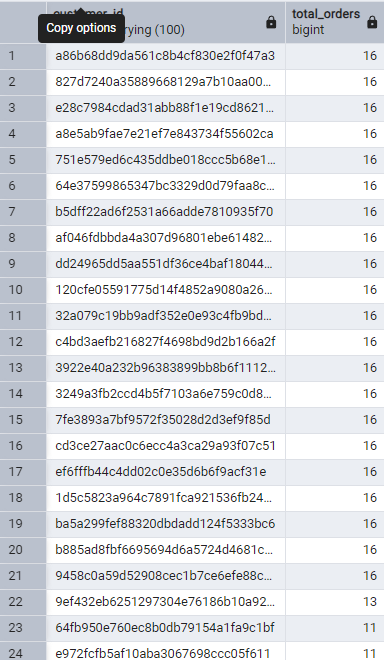 customer_id
Copy options
rying (100)
total_orders
bigint
1 a86b68dd9da561c8b4cf830e2f0f47a3 16
2 827d7240a35889668129a7b10aa00... 16
3 e28c7984cdad31abb88f1e19cd8621... 16
4 a8e5ab9fae7e21ef7e843734f55602ca 16
5 751e579ed6c435ddbe018ccc5b68e1... 16
6 64e37599865347bc3329d0d79faa8c... 16
7 b5dff22ad6f2531a66adde7810935f70 16
8 af046fdbbda4a307d96801ebe61482... 16
9 dd24965dd5aa551df36ce4baf18044... 16
10 120cfe05591775d14f4852a9080a26... 16
11 32a079c19bb9adf352e0e93c4fb9bd... 16
12 c4bd3aefb216827f4698bd9d2b166a2f 16
13 3922e40a232b96383899bb8b6f1112... 16
14 3249a3fb2ccd4b5f7103a6e759c0d8... 16
15 7fe3893a7bf9572f35028d2d3ef9f85d 16
16 cd3ce27aac0c6ecc4a3ca29a93f07c51 16
17 ef6fffb44c4dd02c0e35d6b6f9acf31e 16
18 1d5c5823a964c7891fca921536fb24... 16
19 ba5a299fef88320dbdadd124f5333bc6 16
20 b885ad8fbf6695694d6a5724d4681c... 16
21 9458c0a59d52908cec1b7ce6efe88c... 16
22 9ef432eb6251297304e76186b10a92... 13
23 64fb950e760ec8b0db79154a1fa9c1bf 11
24 e972fcfb5af10aba3067698ccc05f611 11